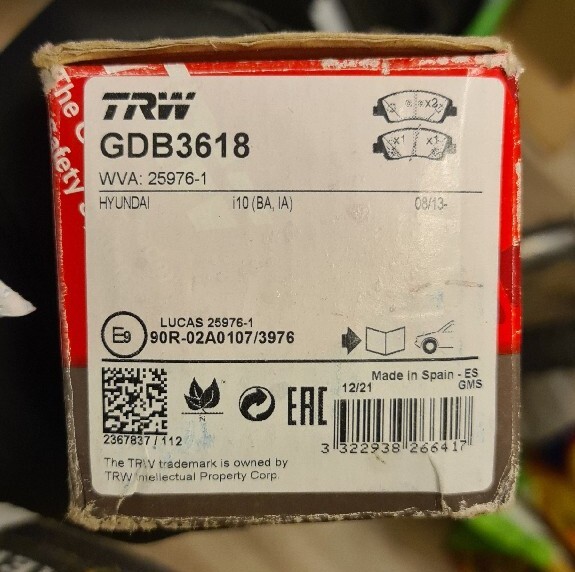 The
Safety
TRW
GDB3618
x2
x1 x1
WVA: 25976-1
HYUNDAI i10 (BA, IA) 08/13-
LUCAS 25976-1
E9 90R-02A0107/3976
Made in Spain - ES
12/21 GMS
EAC
2367837 / 112
3 322938 266417
The TRW trademark is owned by
TRW Intellectual Property Corp.